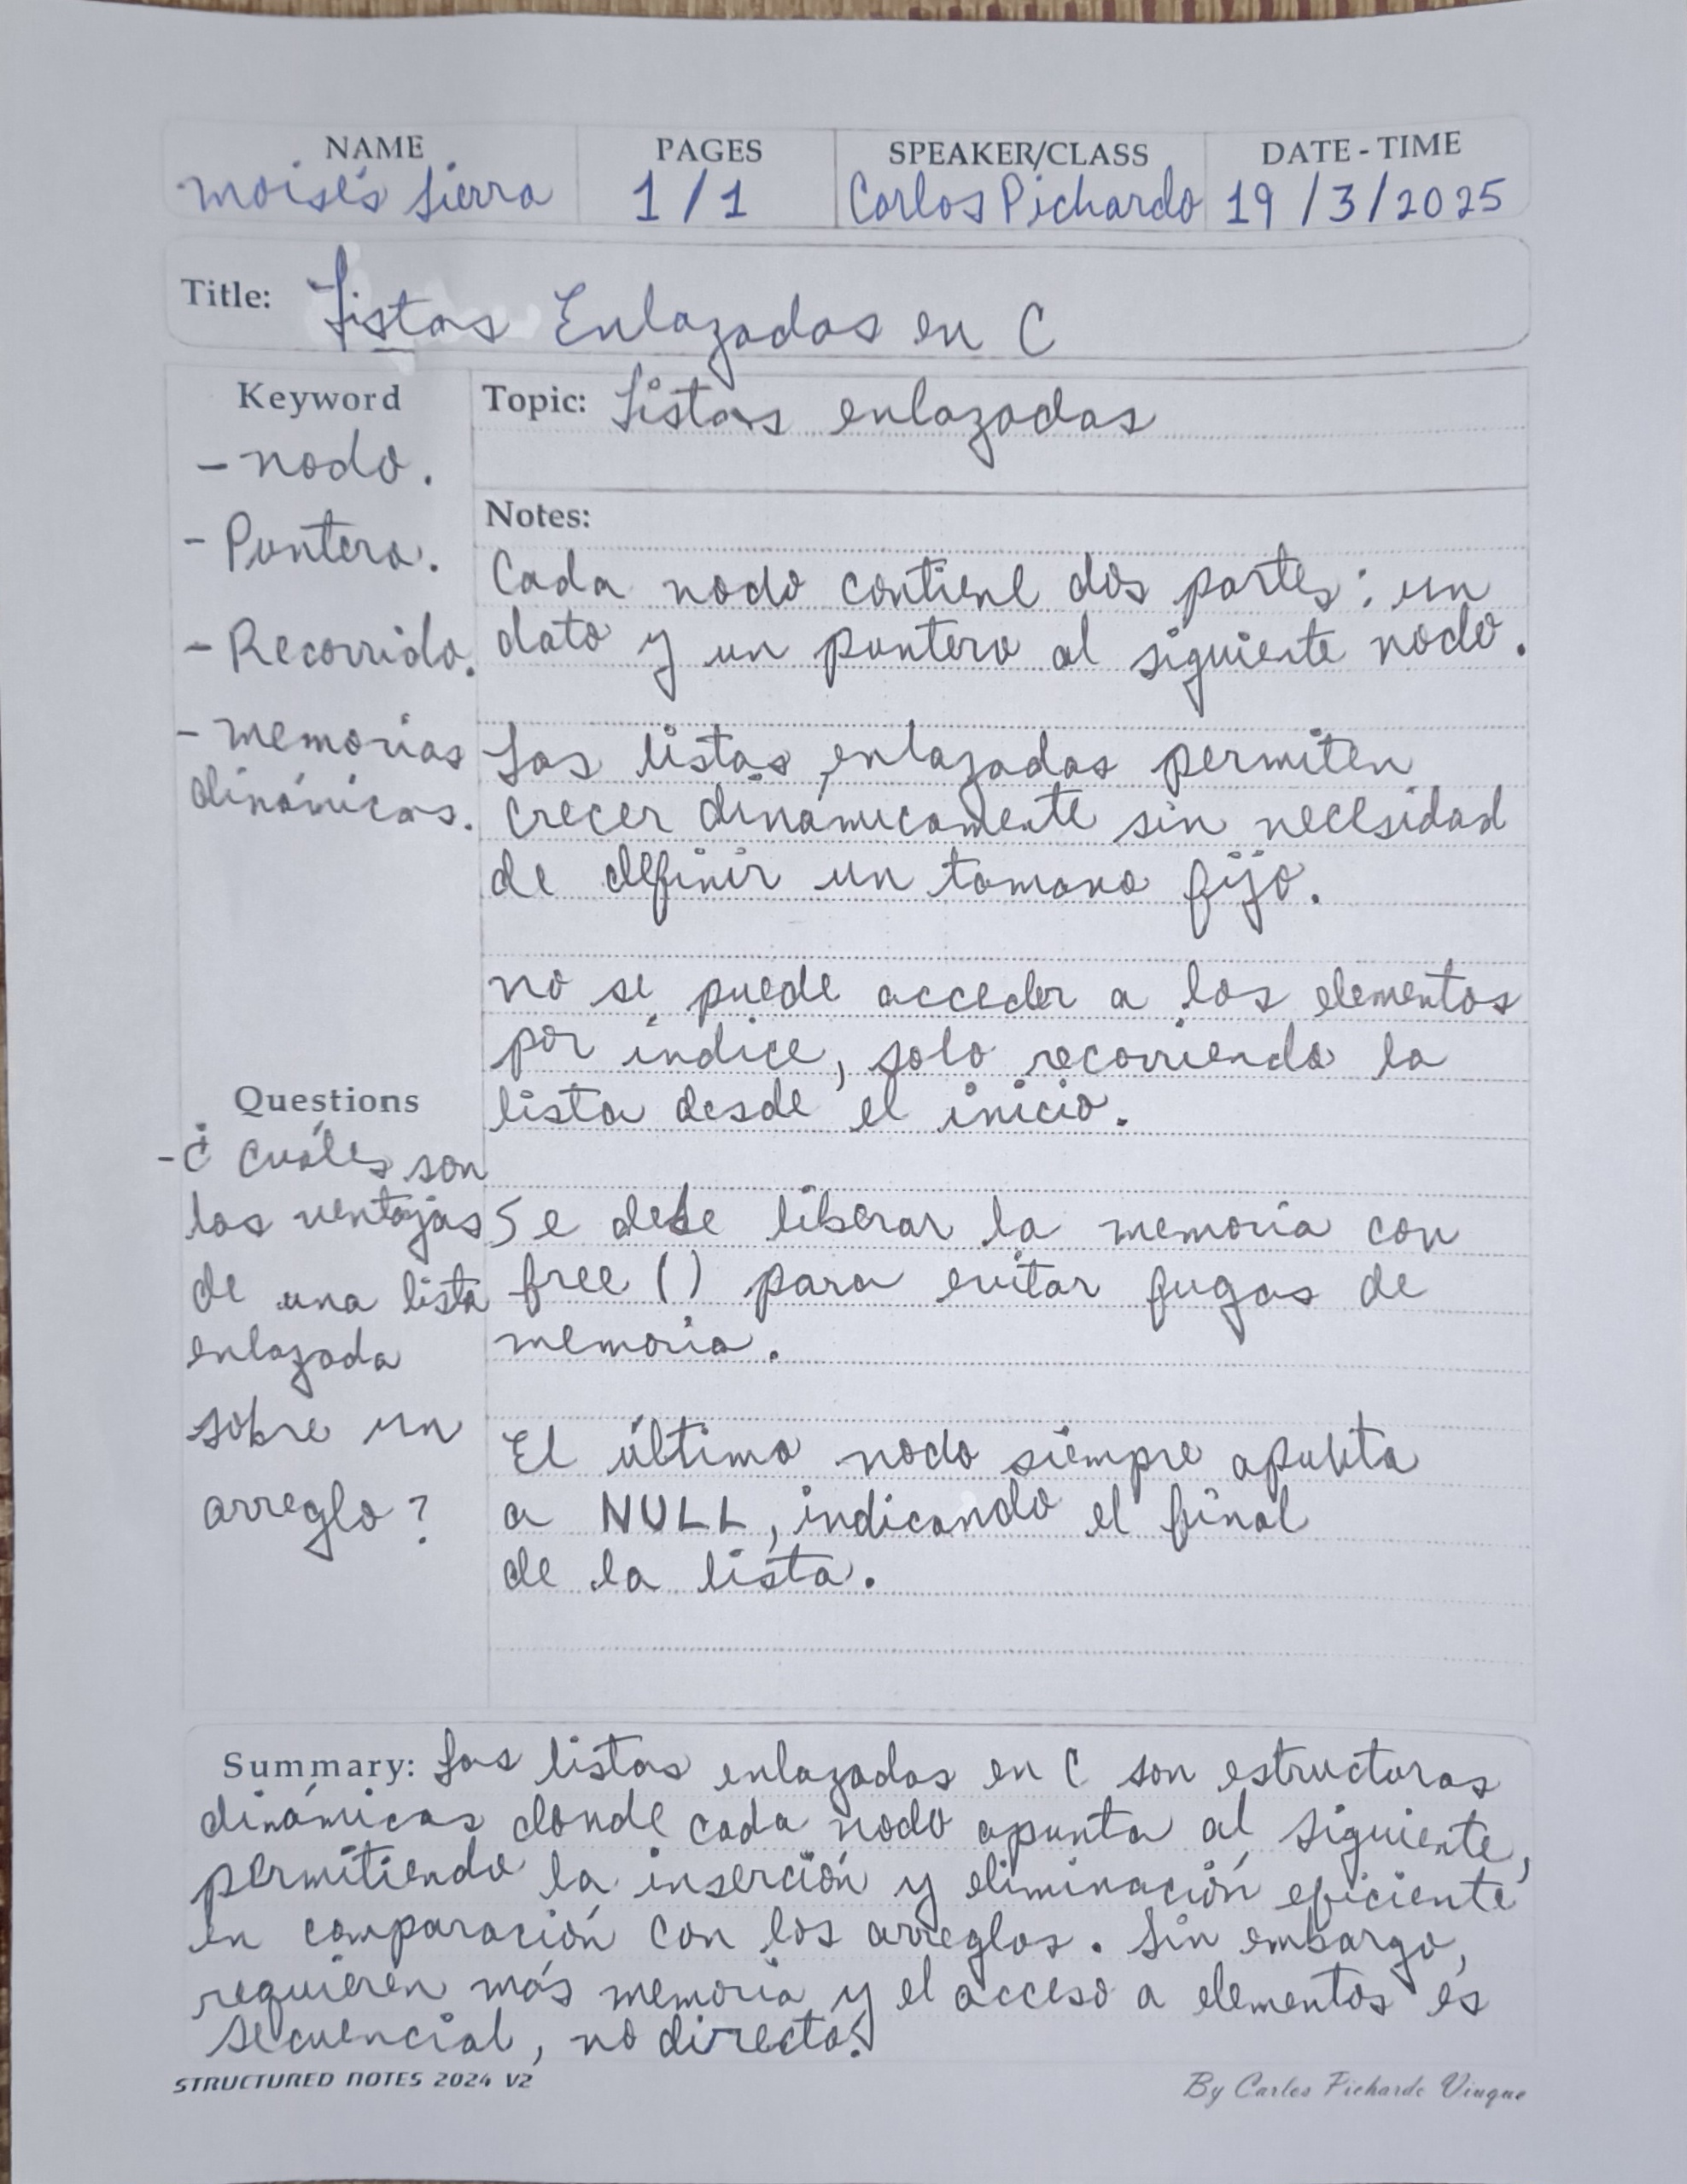 NAME PAGES SPEAKER/CLASS DATE - TIME
Moisés Sierra 1/1 Carlos Pichardo 19/3/2025
Title: Listas Enlazadas en C
Keyword
- nodo.
- Puntero.
- Recorrido.
- memorias
dinámicas.
Questions
- ¿ Cuáles son
las ventajas
de una lista
enlazada
sobre un
arreglo?
Topic: Listas enlazadas
Notes:
Cada nodo contiene dos partes: un
dato y un puntero al siguiente nodo.
Las listas enlazadas permiten
crecer dinámicamente sin necesidad
de definir un tamano fijo.
no se puede acceder a los elementos
por índice, solo recorriendo la
lista desde el inicio.
Se debe liberar la memoria con
free () para evitar fugas de
memoria.
El último nodo siempre apunta
a NULL, indicando el final
de la lista.
Summary: Las listas enlazadas en C son estructuras
dinámicas donde cada nodo apunta al siguiente,
permitiendo la inserción y eliminación eficiente
en comparación con los arreglos. Sin embargo,
requieren más memoria y el acceso a elementos es
secuencial, no directo.
STRUCTURED NOTES 2024 V2
By Carlos Pichardo Viuque